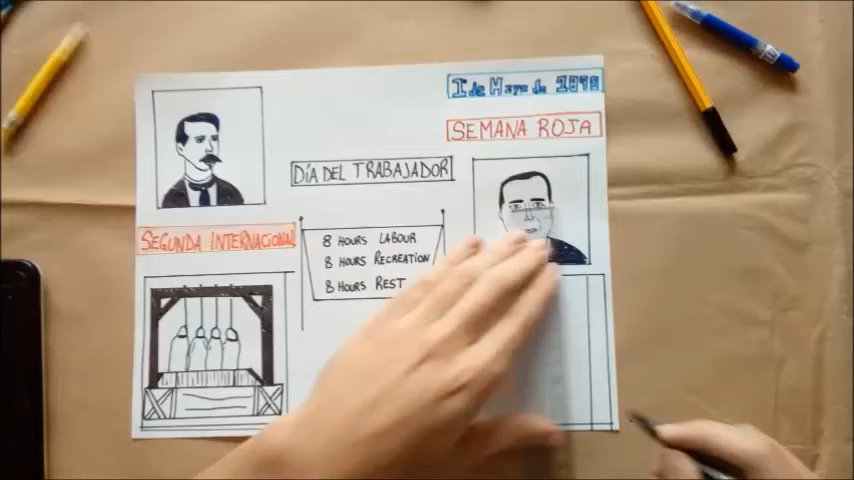 1 de Mayo de 1890
SEMANA ROJA
DÍA DEL TRABAJADOR
SEGUNDA INTERNACIONAL
8 HOURS LABOUR
8 HOURS RECREATION
8 HOURS REST